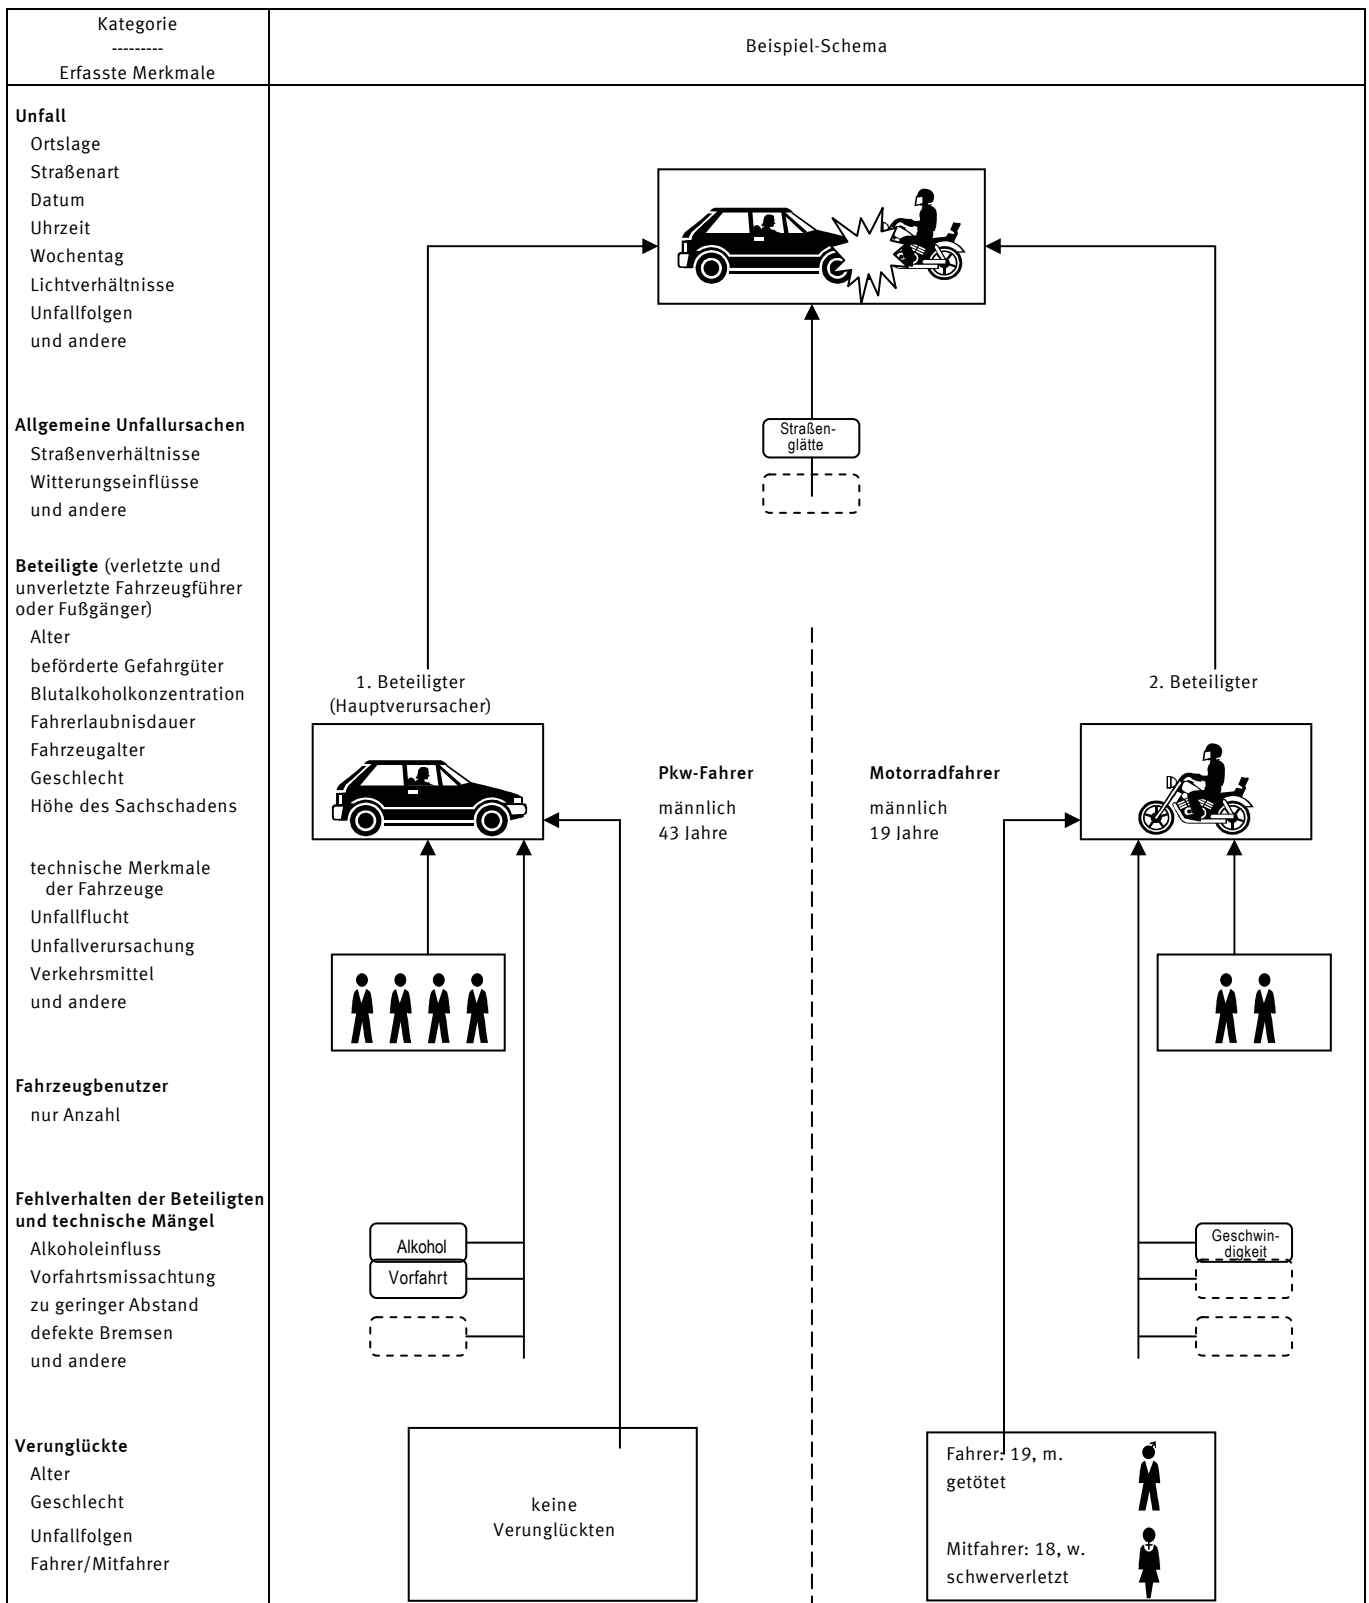 Kategorie
---------
Erfasste Merkmale
Beispiel-Schema
Unfall
Ortslage
Straßenart
Datum
Uhrzeit
Wochentag
Lichtverhältnisse
Unfallfolgen
und andere
Allgemeine Unfallursachen
Straßenverhältnisse
Witterungseinflüsse
und andere
Straßen-
glätte
Beteiligte (verletzte und
unverletzte Fahrzeugführer
oder Fußgänger)
Alter
beförderte Gefahrgüter
Blutalkoholkonzentration
Fahrerlaubnisdauer
Fahrzeugalter
Geschlecht
Höhe des Sachschadens
technische Merkmale
der Fahrzeuge
Unfallflucht
Unfallverursachung
Verkehrsmittel
und andere
1. Beteiligter
(Hauptverursacher)
Pkw-Fahrer
männlich
43 Jahre
Motorradfahrer
männlich
19 Jahre
2. Beteiligter
Fahrzeugbenutzer
nur Anzahl
Fehlverhalten der Beteiligten
und technische Mängel
Alkoholeinfluss
Vorfahrtsmissachtung
zu geringer Abstand
defekte Bremsen
und andere
Alkohol
Vorfahrt
Geschwin-
digkeit
Verunglückte
Alter
Geschlecht
Unfallfolgen
Fahrer/Mitfahrer
keine
Verunglückten
Fahrer: 19, m.
getötet
Mitfahrer: 18, w.
schwerverletzt